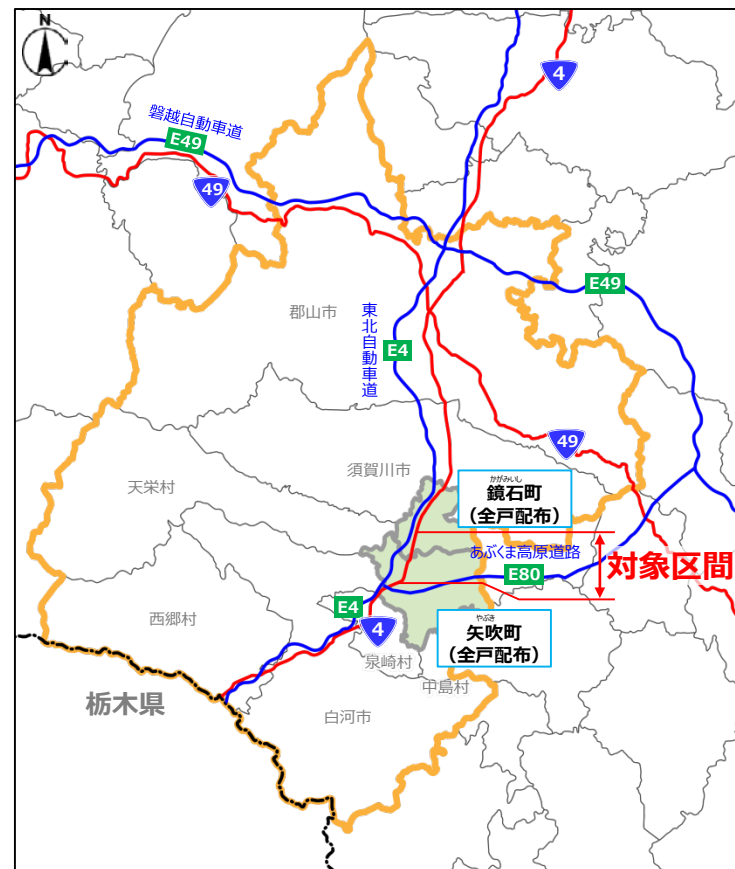 N
4
磐越自動車道
E49
49
E49
郡山市
東北自動車道
E4
49
須賀川市
天栄村
かがみいし
鏡石町
(全戸配布)
あぶくま高原道路
対象区間
E80
E4
西郷村
4
やぶき
矢吹町
(全戸配布)
泉崎村
中島村
栃木県
白河市